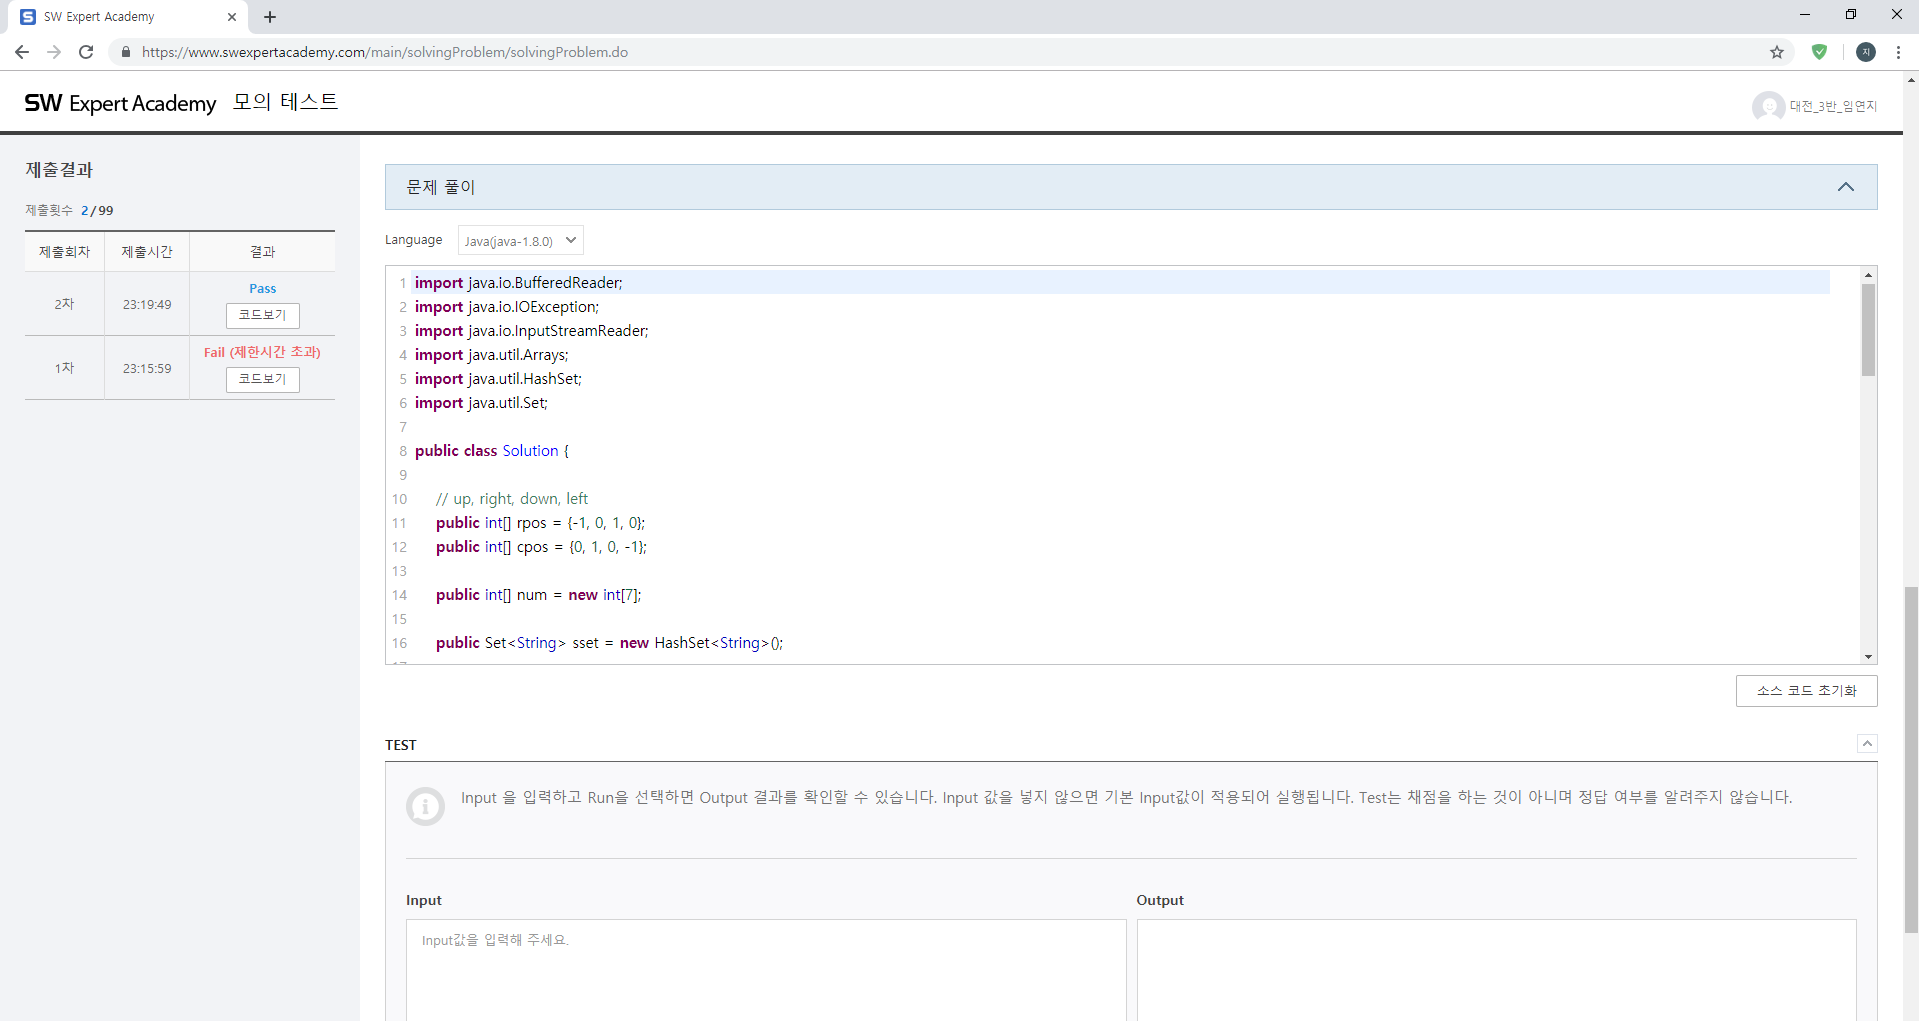 SW Expert Academy
https://www.swexpertacademy.com/main/solvingProblem/solvingProblem.do
지
SW Expert Academy 모의 테스트
대전_3반_임연지
제출결과
제출횟수 2/99
제출회차 제출시간 결과
2차 23:19:49 Pass
코드보기
1차 23:15:59 Fail (제한시간 초과)
코드보기
문제 풀이
Language Java(java-1.8.0)
1 import java.io.BufferedReader;
2 import java.io.IOException;
3 import java.io.InputStreamReader;
4 import java.util.Arrays;
5 import java.util.HashSet;
6 import java.util.Set;
7
8 public class Solution {
9
10 // up, right, down, left
11 public int[] rpos = {-1, 0, 1, 0};
12 public int[] cpos = {0, 1, 0, -1};
13
14 public int[] num = new int[7];
15
16 public Set<String> sset = new HashSet<String>();
소스 코드 초기화
TEST
Input 을 입력하고 Run을 선택하면 Output 결과를 확인할 수 있습니다. Input 값을 넣지 않으면 기본 Input값이 적용되어 실행됩니다. Test는 채점을 하는 것이 아니며 정답 여부를 알려주지 않습니다.
Input
Output
Input값을 입력해 주세요.